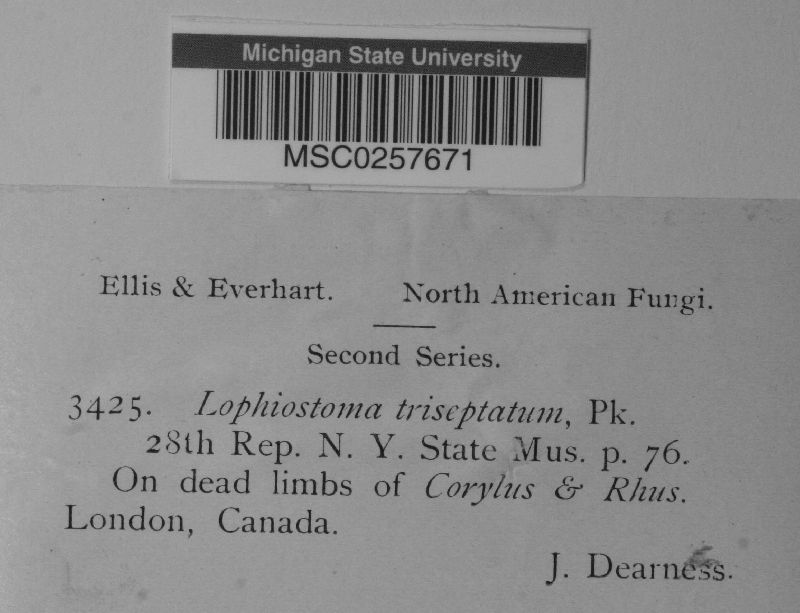 Michigan State University
MSC0257671
Ellis & Everhart. North American Fungi.
Second Series.
3425. Lophiostoma triseptatum, Pk.
28th Rep. N. Y. State Mus. p. 76.
On dead limbs of Corylus & Rhus.
London, Canada.
J. Dearness.